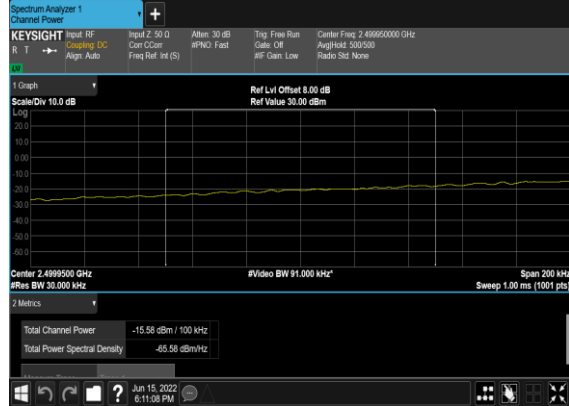 Spectrum Analyzer 1
Channel Power
+
KEYSIGHT
R T
Input: RF
Coupling: DC
Align: Auto
Input Z: 50 Ω
Corr CCorr
Freq Ref: Int (S)
Atten: 30 dB
#PNO: Fast
Trig: Free Run
Gate: Off
#IF Gain: Low
Center Freq: 2.499950000 GHz
Avg|Hold: 500/500
Radio Std: None
1 Graph
Scale/Div 10.0 dB
Ref Lvl Offset 8.00 dB
Ref Value 30.00 dBm
Log
20.0
10.0
0.00
-10.0
-20.0
-30.0
-40.0
-50.0
-60.0
Center 2.4999500 GHz
#Res BW 30.000 kHz
#Video BW 91.000 kHz*
Span 200 kHz
Sweep 1.00 ms (1001 pts)
2 Metrics
Total Channel Power -15.58 dBm / 100 kHz
Total Power Spectral Density -65.58 dBm/Hz
?
Jun 15, 2022
6:11:08 PM